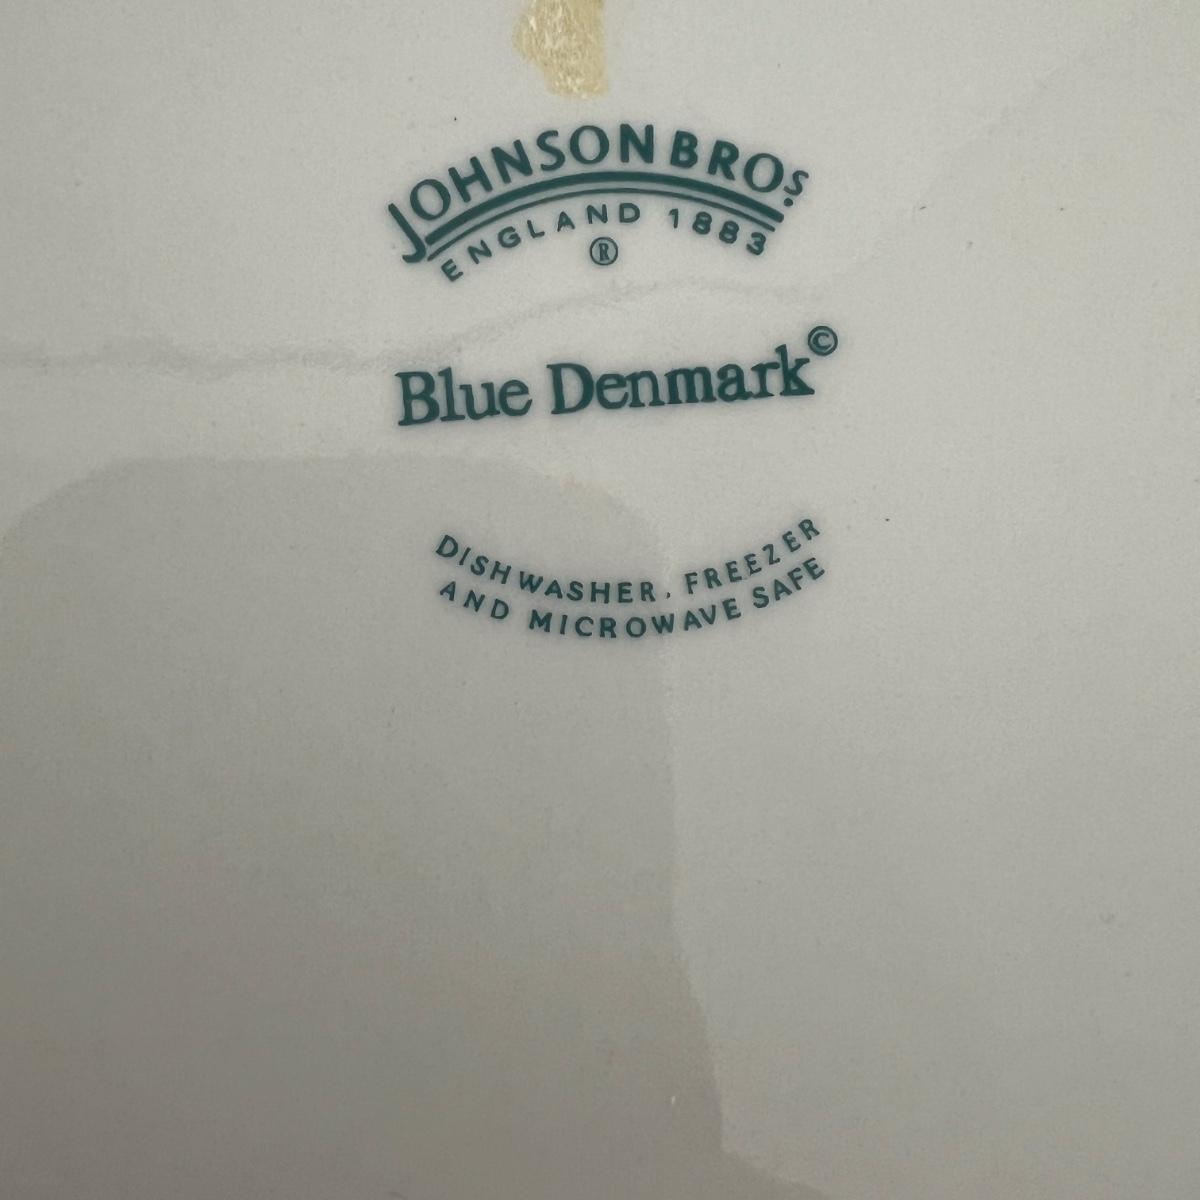 JOHNSON BROS.
ENGLAND 1883
®
Blue Denmark©
DISHWASHER, FREEZER
AND MICROWAVE SAFE